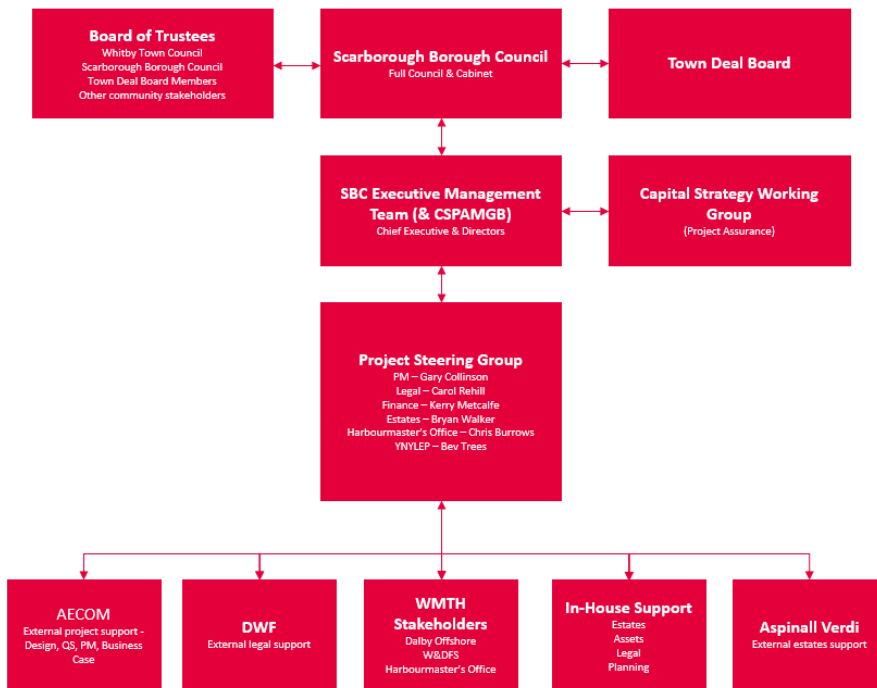 Board of Trustees
Whitby Town Council
Scarborough Borough Council
Town Deal Board Members
Other community stakeholders
Scarborough Borough Council
Full Council & Cabinet
Town Deal Board
SBC Executive Management
Team (& CSPAMGB)
Chief Executive & Directors
Capital Strategy Working
Group
(Project Assurance)
Project Steering Group
PM – Gary Collinson
Legal – Carol Rehill
Finance – Kerry Metcalfe
Estates – Bryan Walker
Harbourmaster's Office – Chris Burrows
YNYLEP – Bev Trees
AECOM
External project support -
Design, QS, PM, Business
Case
DWF
External legal support
WMTH
Stakeholders
Dalby Offshore
W&DFS
Harbourmaster's Office
In-House Support
Estates
Assets
Legal
Planning
Aspinall Verdi
External estates support